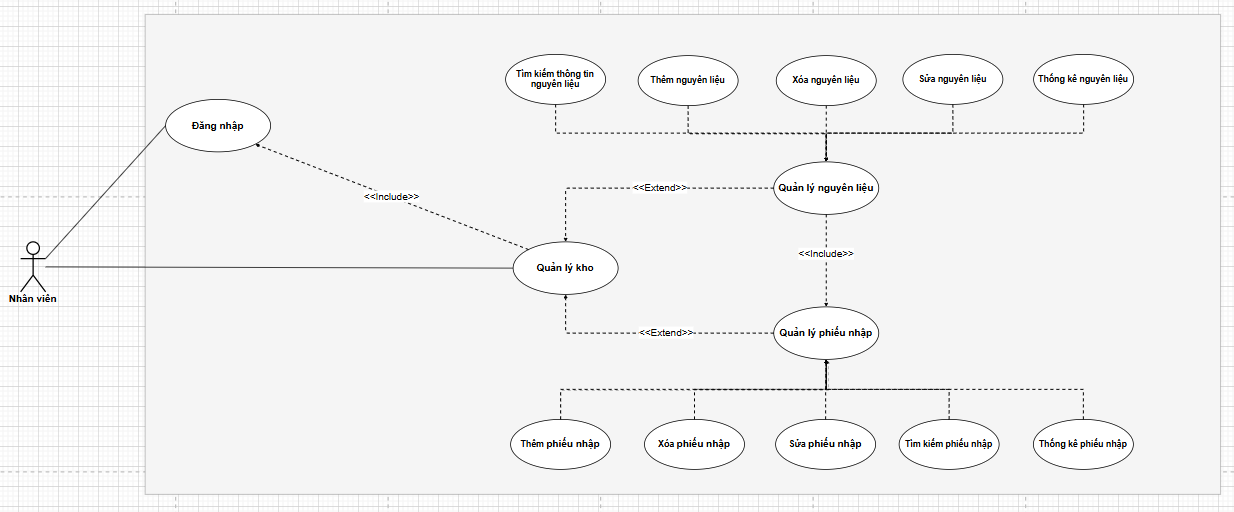 Tìm kiếm thông tin
nguyên liệu
Thêm nguyên liệu
Xóa nguyên liệu
Sửa nguyên liệu
Thống kê nguyên liệu
Đăng nhập
<<Include>>
<<Extend>>
Quản lý nguyên liệu
<<Include>>
Quản lý kho
Nhân viên
<<Extend>>
Quản lý phiếu nhập
Thêm phiếu nhập
Xóa phiếu nhập
Sửa phiếu nhập
Tìm kiếm phiếu nhập
Thống kê phiếu nhập